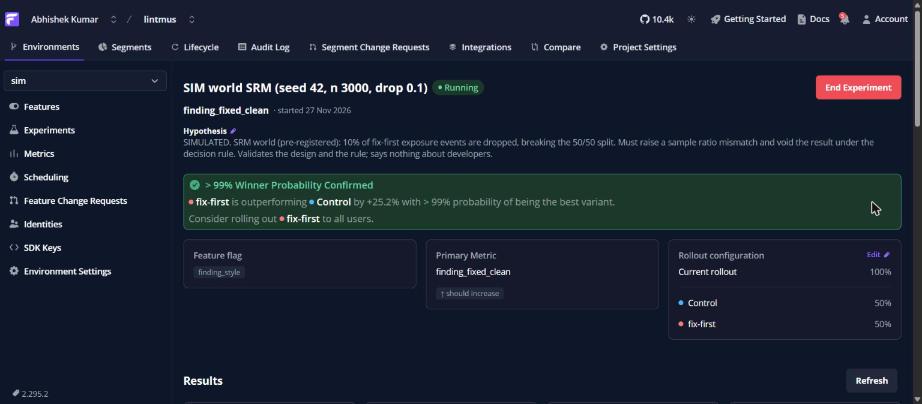 Abhishek Kumar / lintmus 10.4k Getting Started Docs Account
Environments Segments Lifecycle Audit Log Segment Change Requests Integrations Compare Project Settings
sim
Features
Experiments
Metrics
Scheduling
Feature Change Requests
Identities
SDK Keys
Environment Settings
2.295.2
SIM world SRM (seed 42, n 3000, drop 0.1) Running
End Experiment
finding_fixed_clean · started 27 Nov 2026
Hypothesis
SIMULATED. SRM world (pre-registered): 10% of fix-first exposure events are dropped, breaking the 50/50 split. Must raise a sample ratio mismatch and void the result under the
decision rule. Validates the design and the rule; says nothing about developers.
> 99% Winner Probability Confirmed
fix-first is outperforming Control by +25.2% with > 99% probability of being the best variant.
Consider rolling out fix-first to all users.
Feature flag
finding_style
Primary Metric
finding_fixed_clean
↑ should increase
Rollout configuration Edit
Current rollout 100%
Control 50%
fix-first 50%
Results
Refresh